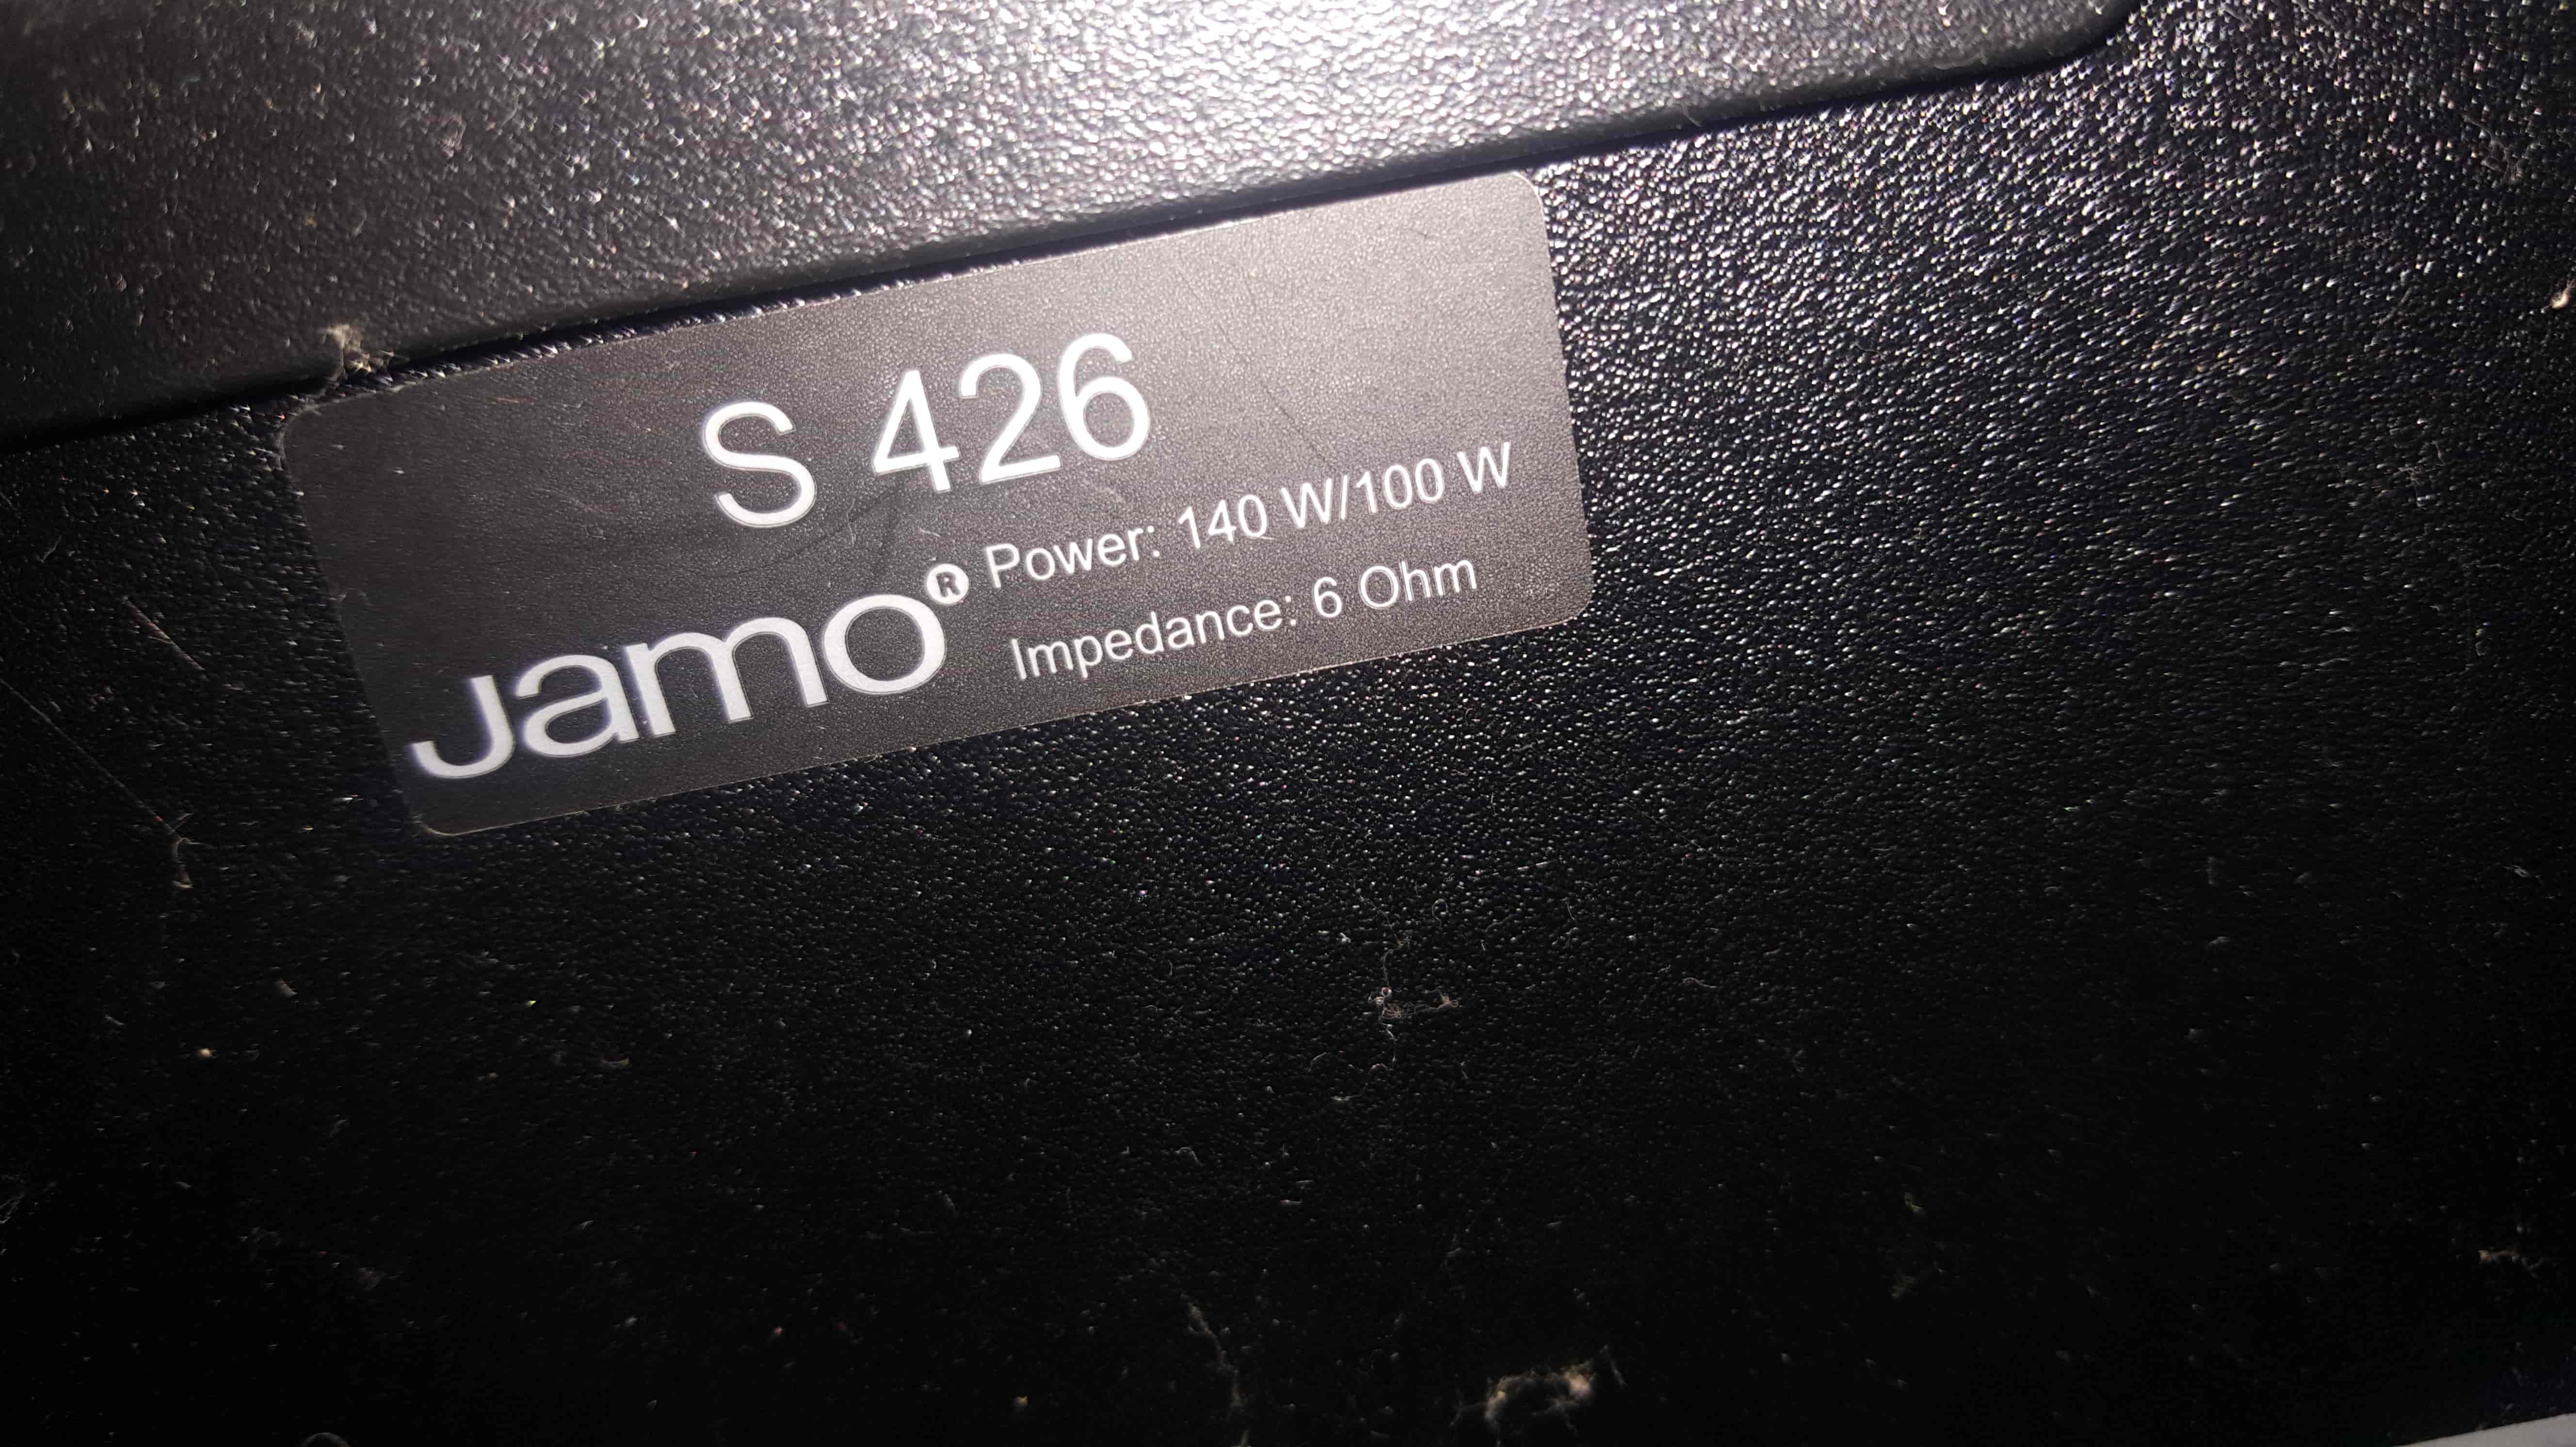 S 426
Jamo®
Power: 140 W/100 W
Impedance: 6 Ohm